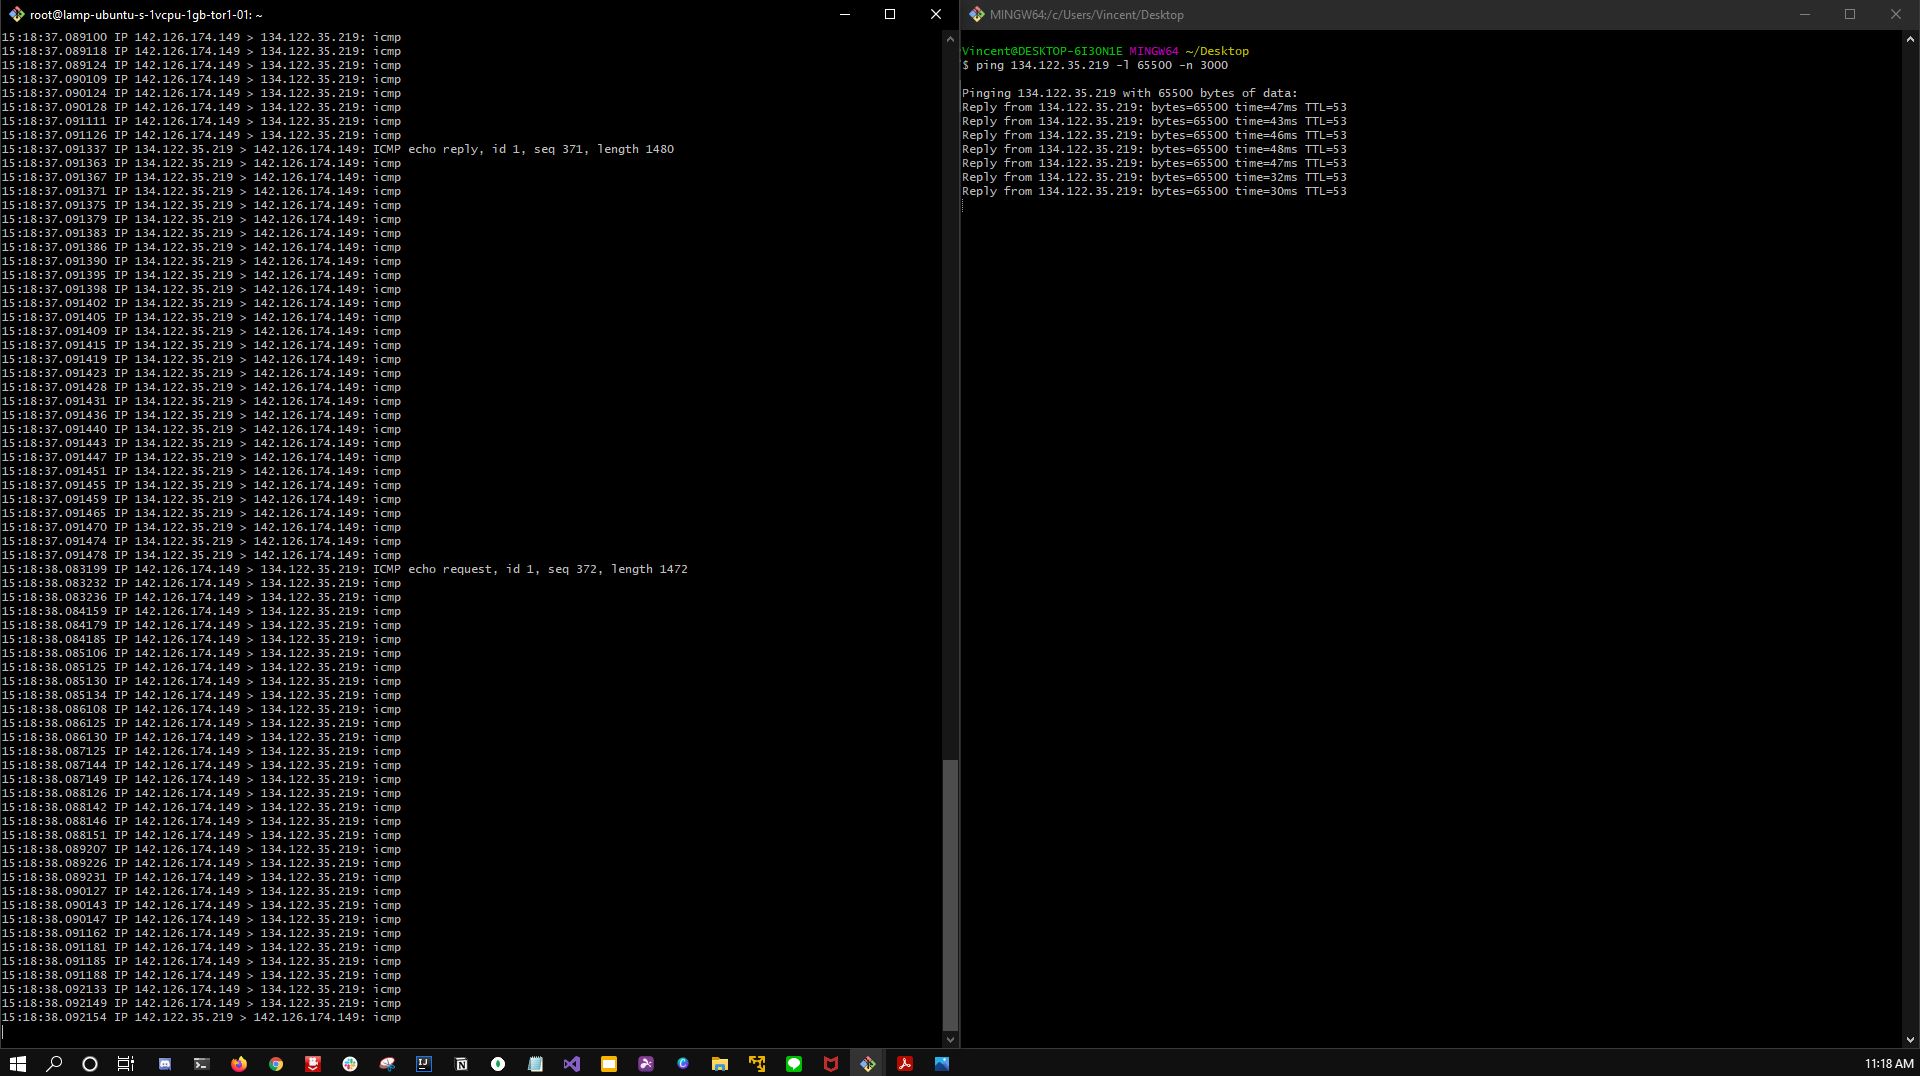 root@lamp-ubuntu-s-1vcpu-1gb-tor1-01: ~
15:18:37.089100 IP 142.126.174.149 > 134.122.35.219: icmp
15:18:37.089118 IP 142.126.174.149 > 134.122.35.219: icmp
15:18:37.089124 IP 142.126.174.149 > 134.122.35.219: icmp
15:18:37.090109 IP 142.126.174.149 > 134.122.35.219: icmp
15:18:37.090124 IP 142.126.174.149 > 134.122.35.219: icmp
15:18:37.090128 IP 142.126.174.149 > 134.122.35.219: icmp
15:18:37.091111 IP 142.126.174.149 > 134.122.35.219: icmp
15:18:37.091126 IP 142.126.174.149 > 134.122.35.219: icmp
15:18:37.091337 IP 134.122.35.219 > 142.126.174.149: ICMP echo reply, id 1, seq 371, length 1480
15:18:37.091363 IP 134.122.35.219 > 142.126.174.149: icmp
15:18:37.091367 IP 134.122.35.219 > 142.126.174.149: icmp
15:18:37.091371 IP 134.122.35.219 > 142.126.174.149: icmp
15:18:37.091375 IP 134.122.35.219 > 142.126.174.149: icmp
15:18:37.091379 IP 134.122.35.219 > 142.126.174.149: icmp
15:18:37.091383 IP 134.122.35.219 > 142.126.174.149: icmp
15:18:37.091386 IP 134.122.35.219 > 142.126.174.149: icmp
15:18:37.091390 IP 134.122.35.219 > 142.126.174.149: icmp
15:18:37.091395 IP 134.122.35.219 > 142.126.174.149: icmp
15:18:37.091398 IP 134.122.35.219 > 142.126.174.149: icmp
15:18:37.091402 IP 134.122.35.219 > 142.126.174.149: icmp
15:18:37.091405 IP 134.122.35.219 > 142.126.174.149: icmp
15:18:37.091409 IP 134.122.35.219 > 142.126.174.149: icmp
15:18:37.091415 IP 134.122.35.219 > 142.126.174.149: icmp
15:18:37.091419 IP 134.122.35.219 > 142.126.174.149: icmp
15:18:37.091423 IP 134.122.35.219 > 142.126.174.149: icmp
15:18:37.091428 IP 134.122.35.219 > 142.126.174.149: icmp
15:18:37.091431 IP 134.122.35.219 > 142.126.174.149: icmp
15:18:37.091436 IP 134.122.35.219 > 142.126.174.149: icmp
15:18:37.091440 IP 134.122.35.219 > 142.126.174.149: icmp
15:18:37.091443 IP 134.122.35.219 > 142.126.174.149: icmp
15:18:37.091447 IP 134.122.35.219 > 142.126.174.149: icmp
15:18:37.091451 IP 134.122.35.219 > 142.126.174.149: icmp
15:18:37.091455 IP 134.122.35.219 > 142.126.174.149: icmp
15:18:37.091459 IP 134.122.35.219 > 142.126.174.149: icmp
15:18:37.091465 IP 134.122.35.219 > 142.126.174.149: icmp
15:18:37.091470 IP 134.122.35.219 > 142.126.174.149: icmp
15:18:37.091474 IP 134.122.35.219 > 142.126.174.149: icmp
15:18:37.091478 IP 134.122.35.219 > 142.126.174.149: icmp
15:18:38.083199 IP 142.126.174.149 > 134.122.35.219: ICMP echo request, id 1, seq 372, length 1472
15:18:38.083232 IP 142.126.174.149 > 134.122.35.219: icmp
15:18:38.083236 IP 142.126.174.149 > 134.122.35.219: icmp
15:18:38.084159 IP 142.126.174.149 > 134.122.35.219: icmp
15:18:38.084179 IP 142.126.174.149 > 134.122.35.219: icmp
15:18:38.084185 IP 142.126.174.149 > 134.122.35.219: icmp
15:18:38.085106 IP 142.126.174.149 > 134.122.35.219: icmp
15:18:38.085125 IP 142.126.174.149 > 134.122.35.219: icmp
15:18:38.085130 IP 142.126.174.149 > 134.122.35.219: icmp
15:18:38.085134 IP 142.126.174.149 > 134.122.35.219: icmp
15:18:38.086108 IP 142.126.174.149 > 134.122.35.219: icmp
15:18:38.086125 IP 142.126.174.149 > 134.122.35.219: icmp
15:18:38.086130 IP 142.126.174.149 > 134.122.35.219: icmp
15:18:38.087125 IP 142.126.174.149 > 134.122.35.219: icmp
15:18:38.087144 IP 142.126.174.149 > 134.122.35.219: icmp
15:18:38.087149 IP 142.126.174.149 > 134.122.35.219: icmp
15:18:38.088126 IP 142.126.174.149 > 134.122.35.219: icmp
15:18:38.088142 IP 142.126.174.149 > 134.122.35.219: icmp
15:18:38.088146 IP 142.126.174.149 > 134.122.35.219: icmp
15:18:38.088151 IP 142.126.174.149 > 134.122.35.219: icmp
15:18:38.089207 IP 142.126.174.149 > 134.122.35.219: icmp
15:18:38.089226 IP 142.126.174.149 > 134.122.35.219: icmp
15:18:38.089231 IP 142.126.174.149 > 134.122.35.219: icmp
15:18:38.090127 IP 142.126.174.149 > 134.122.35.219: icmp
15:18:38.090143 IP 142.126.174.149 > 134.122.35.219: icmp
15:18:38.090147 IP 142.126.174.149 > 134.122.35.219: icmp
15:18:38.091162 IP 142.126.174.149 > 134.122.35.219: icmp
15:18:38.091181 IP 142.126.174.149 > 134.122.35.219: icmp
15:18:38.091185 IP 142.126.174.149 > 134.122.35.219: icmp
15:18:38.091188 IP 142.126.174.149 > 134.122.35.219: icmp
15:18:38.092133 IP 142.126.174.149 > 134.122.35.219: icmp
15:18:38.092149 IP 142.126.174.149 > 134.122.35.219: icmp
15:18:38.092154 IP 142.122.35.219 > 142.126.174.149: icmp
MINGW64:/c/Users/Vincent/Desktop
Vincent@DESKTOP-6I3ON1E MINGW64 ~/Desktop
$ ping 134.122.35.219 -l 65500 -n 3000
Pinging 134.122.35.219 with 65500 bytes of data:
Reply from 134.122.35.219: bytes=65500 time=47ms TTL=53
Reply from 134.122.35.219: bytes=65500 time=43ms TTL=53
Reply from 134.122.35.219: bytes=65500 time=46ms TTL=53
Reply from 134.122.35.219: bytes=65500 time=48ms TTL=53
Reply from 134.122.35.219: bytes=65500 time=47ms TTL=53
Reply from 134.122.35.219: bytes=65500 time=32ms TTL=53
Reply from 134.122.35.219: bytes=65500 time=30ms TTL=53
11:18 AM